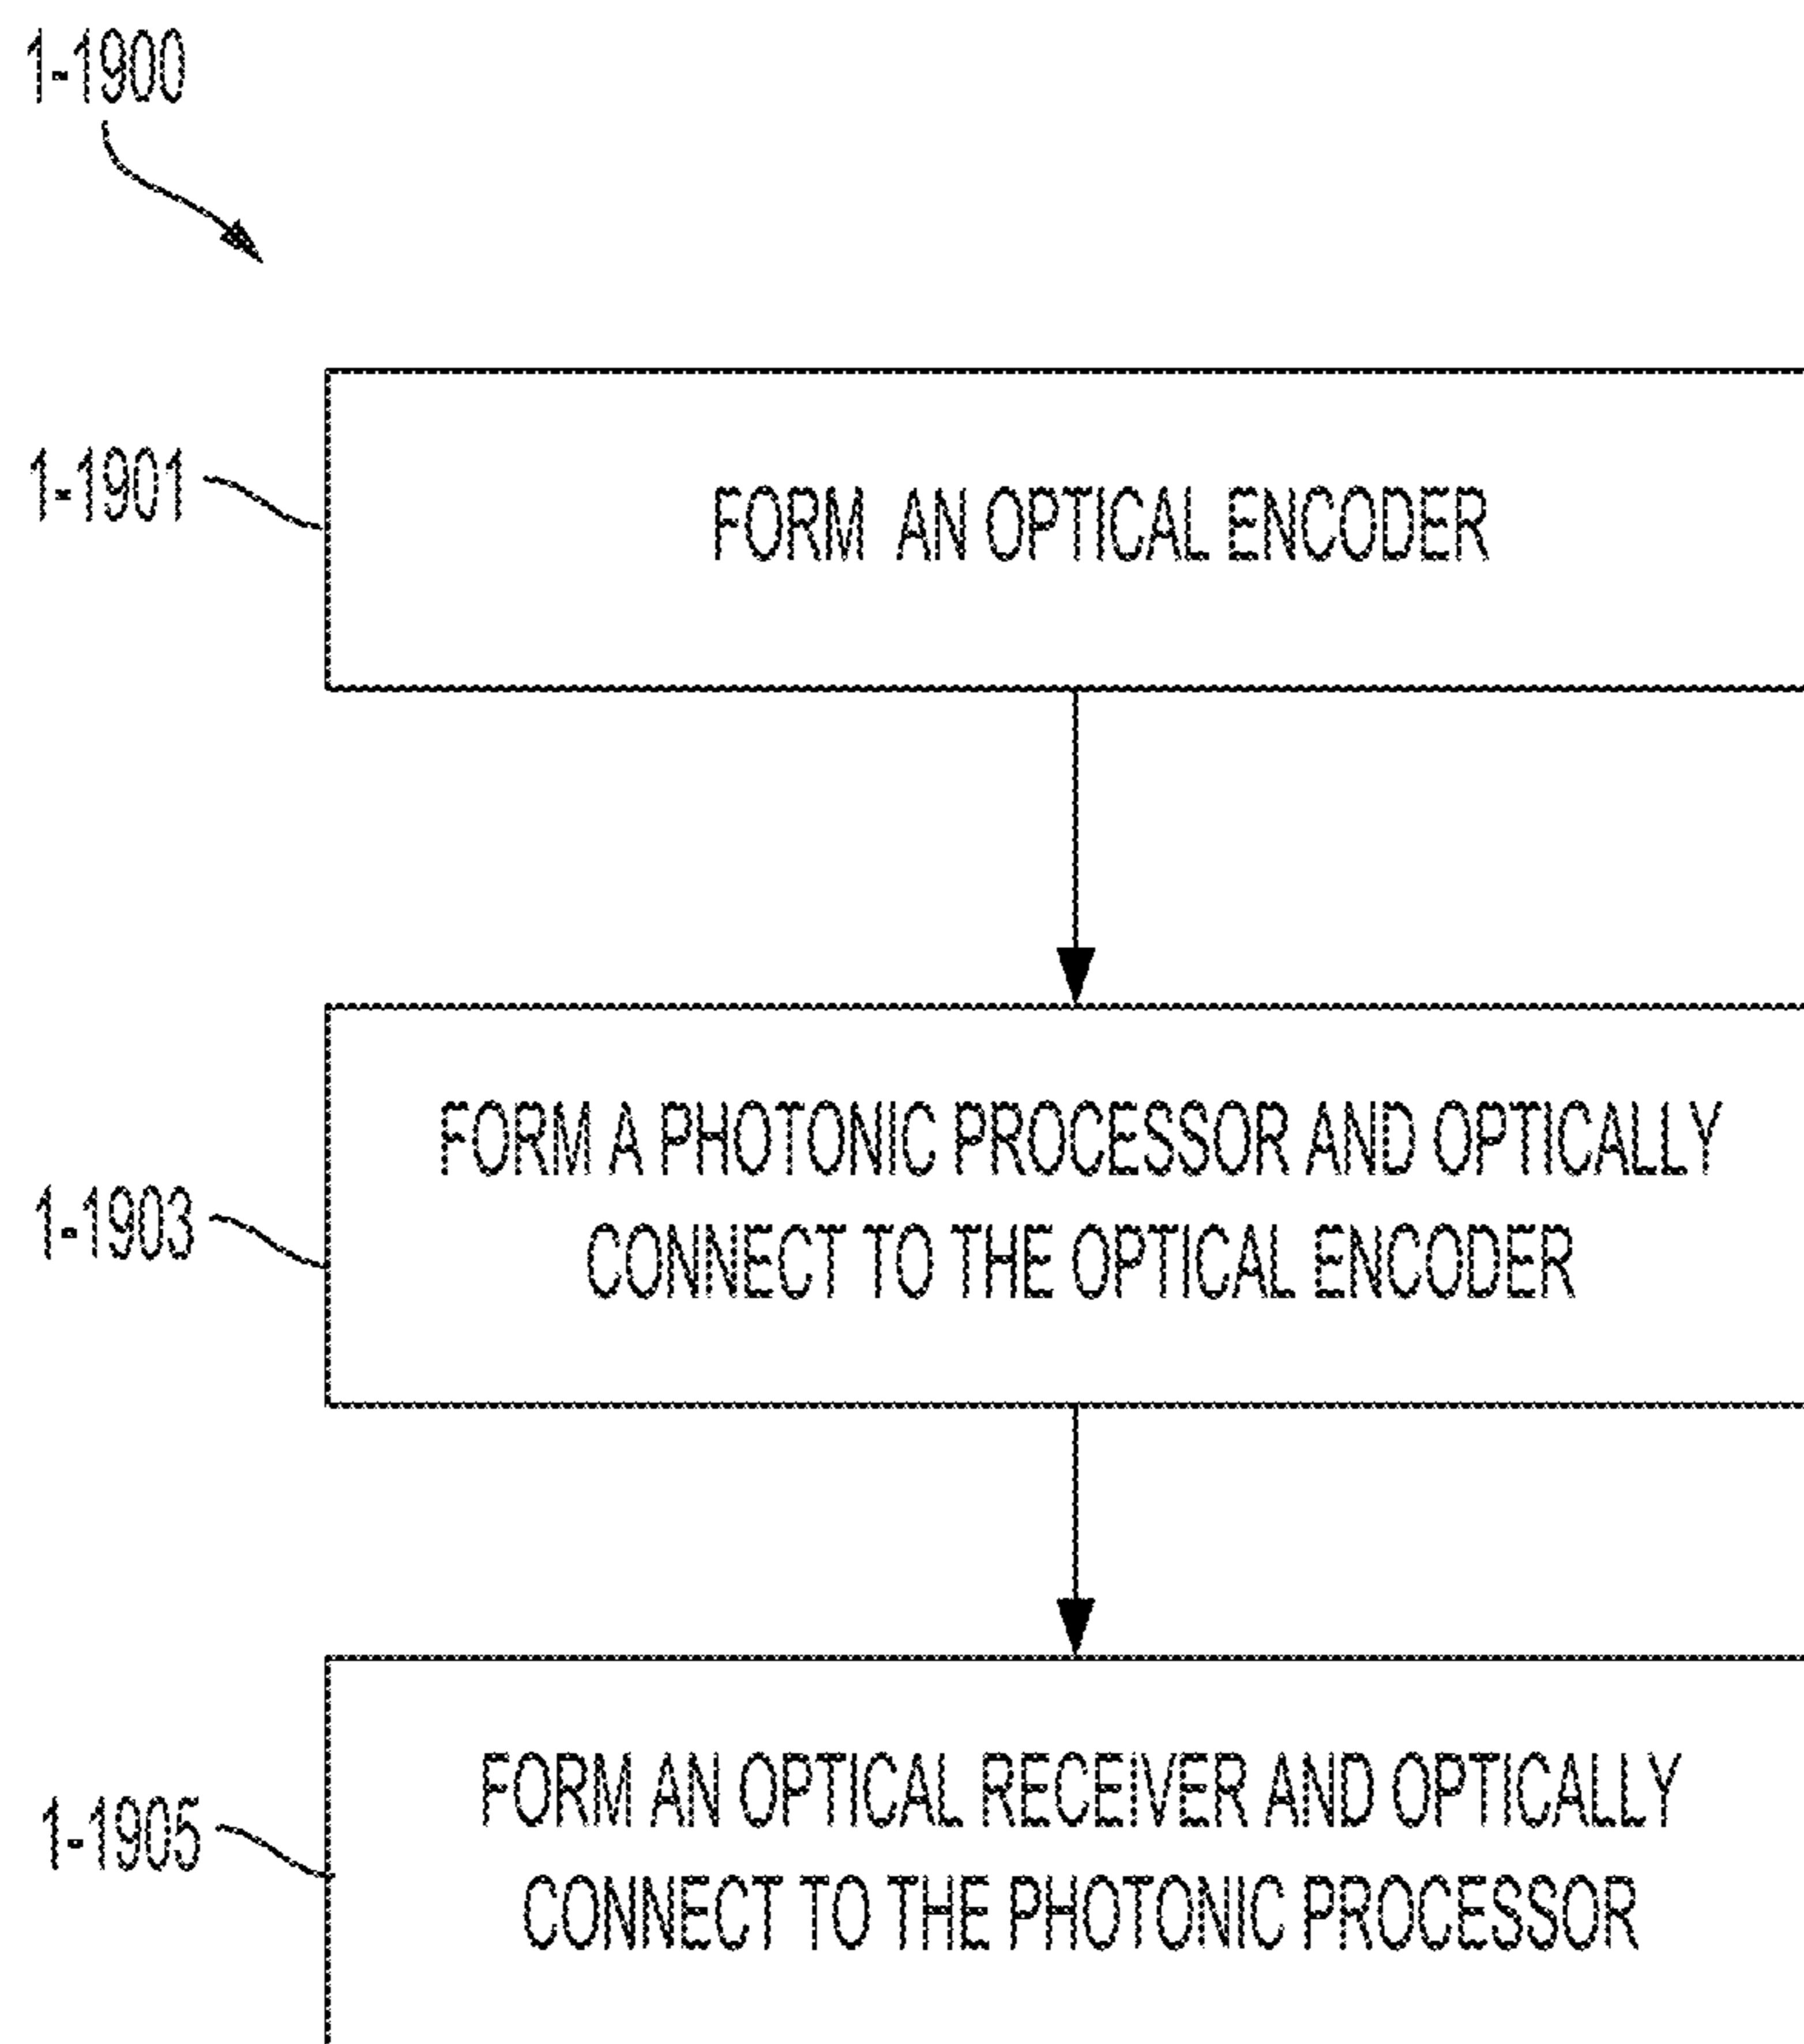 1-1900
1-1901
FORM AN OPTICAL ENCODER
FORM A PHOTONIC PROCESSOR AND OPTICALLY
CONNECT TO THE OPTICAL ENCODER
1-1903
FORM AN OPTICAL RECEIVER AND OPTICALLY
CONNECT TO THE PHOTONIC PROCESSOR
1-1905